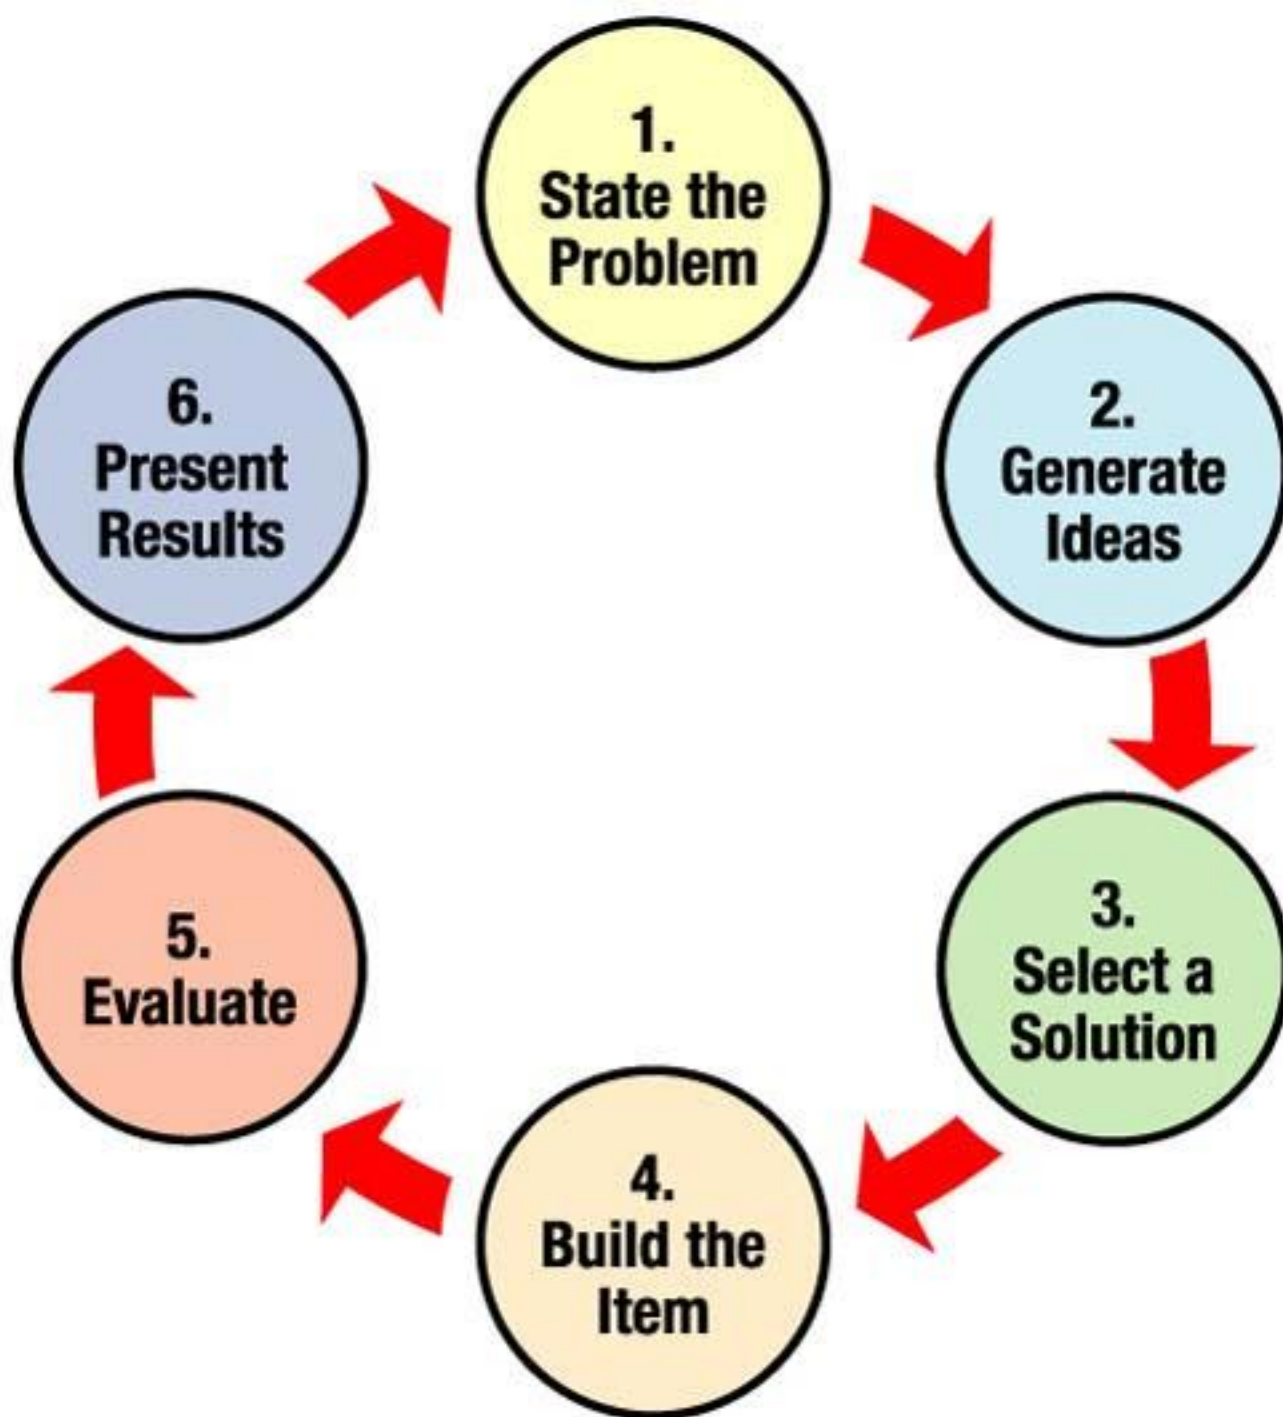 1.
State the
Problem
2.
Generate
Ideas
3.
Select a
Solution
4.
Build the
Item
5.
Evaluate
6.
Present
Results